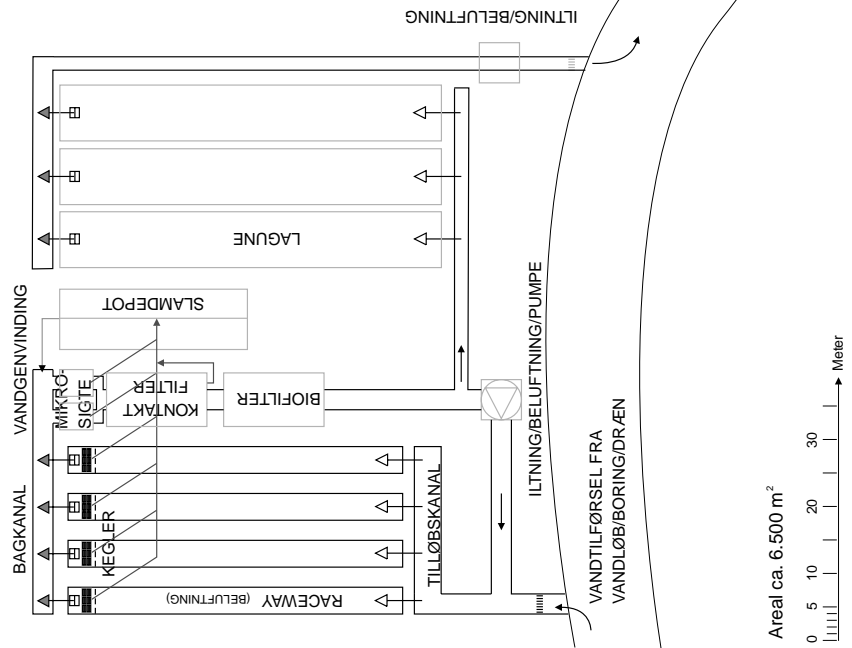 ILTNING/BELUFTNING
LAGUNE
VANDGENVINDING
SLAMDEPOT
MIKRO-
SIGTE
KONTAKT
FILTER
BIOFILTER
ILTNING/BELUFTNING/PUMPE
BAGKANAL
KEGLER
TILLØBSKANAL
RACEWAY (BELUFTNING)
VANDTILFØRSEL FRA
VANDLØB/BORING/DRÆN
Areal ca. 6.500 m²
0 5 10 20 30 Meter